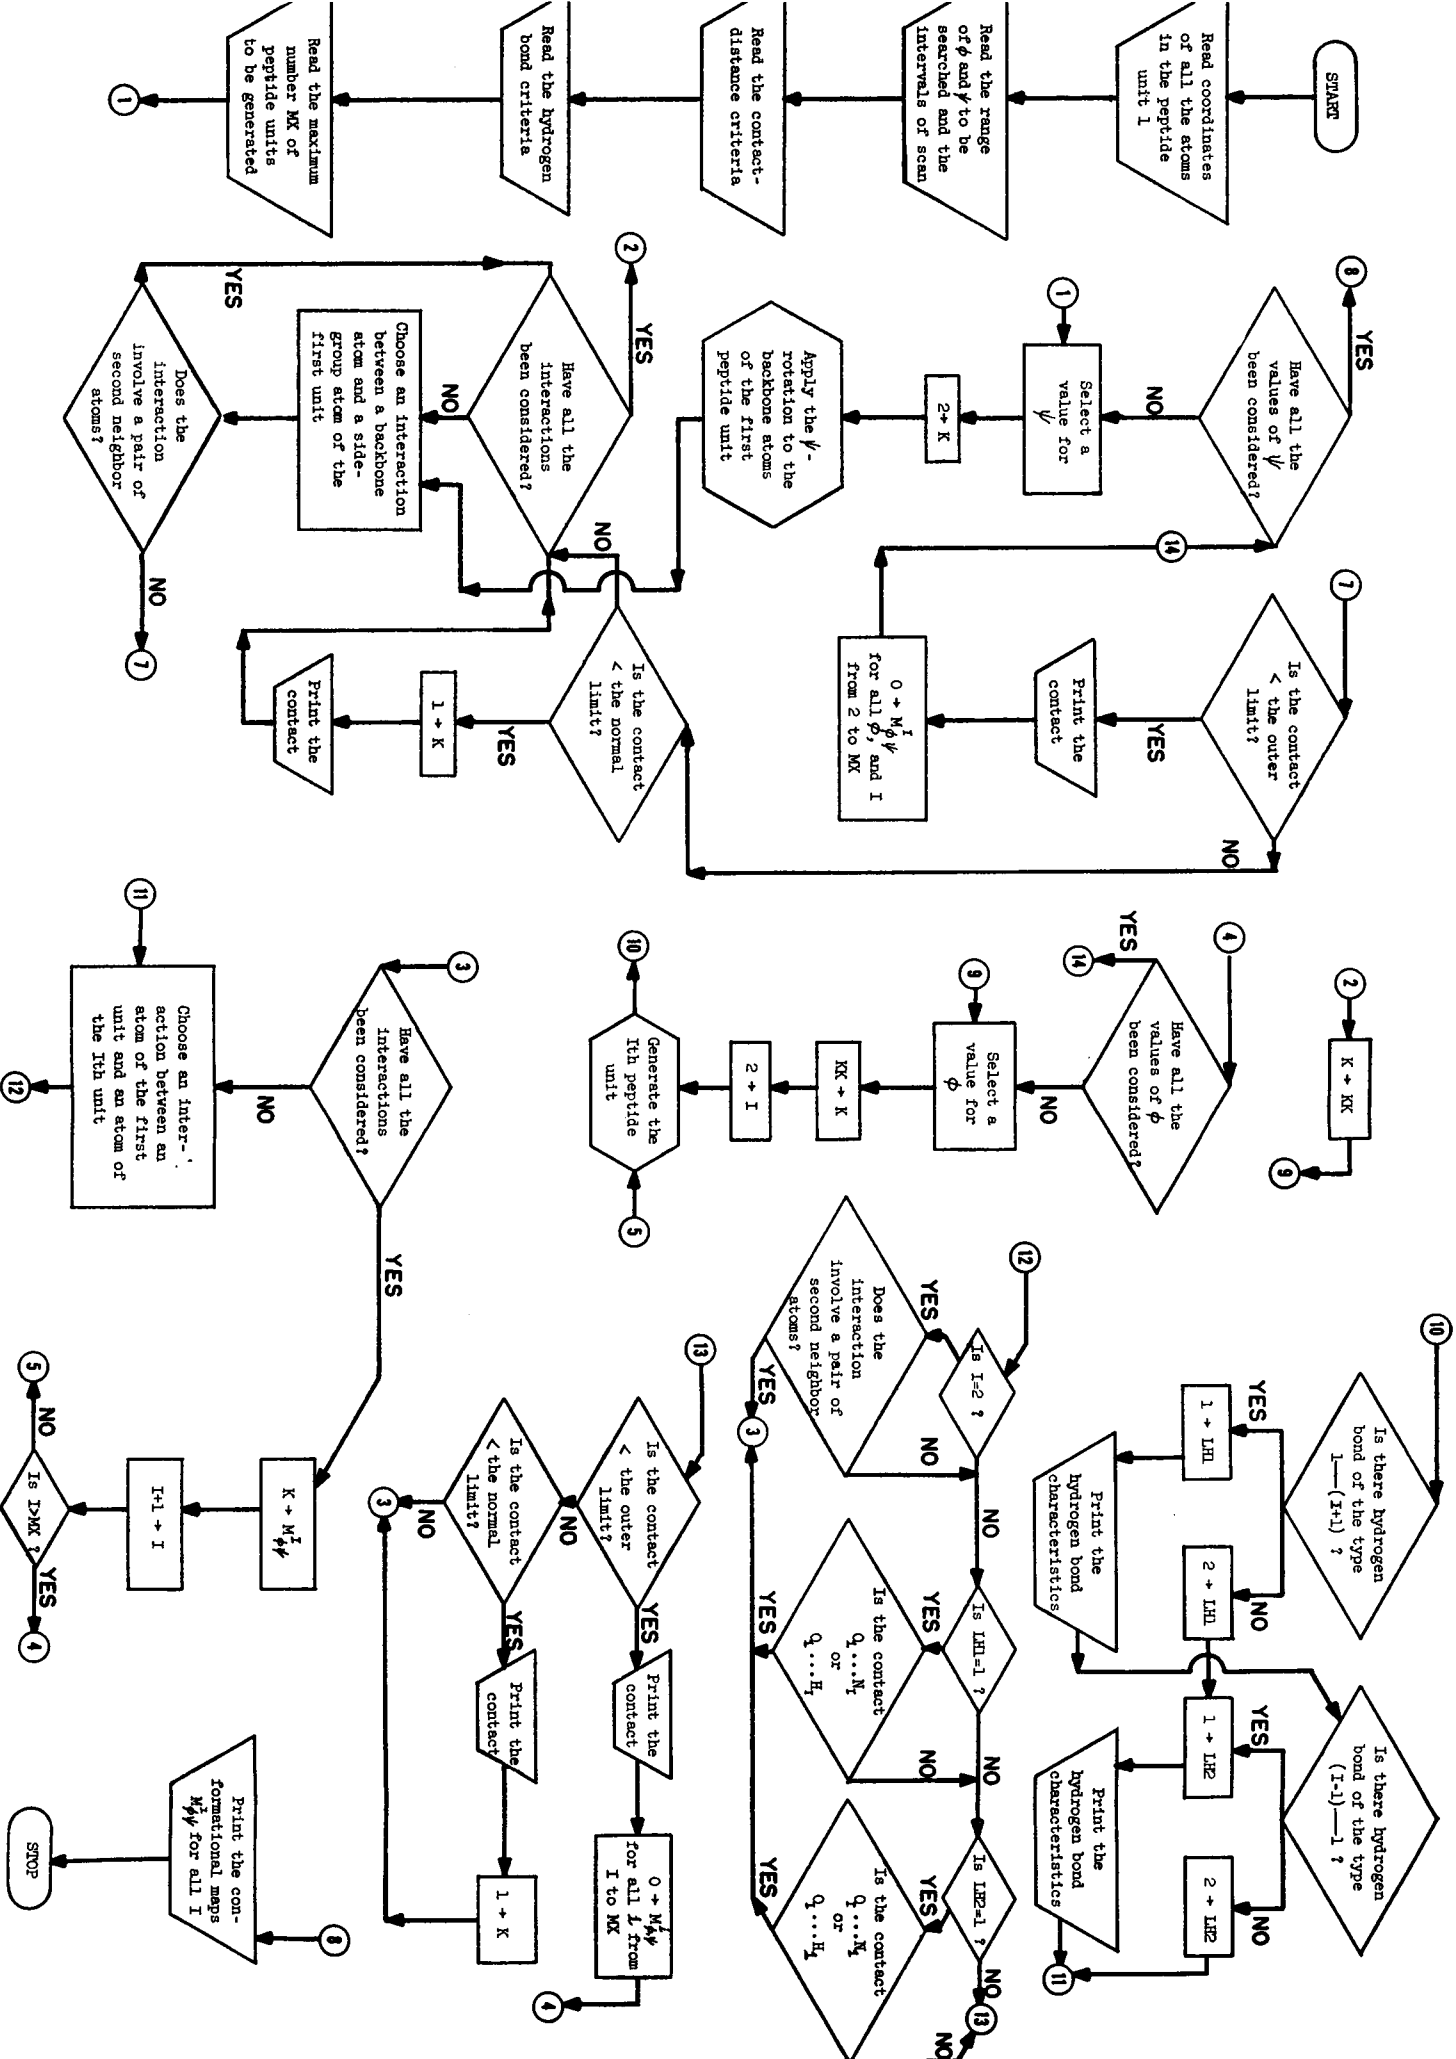 START
Read coordinates
of all the atoms
in the peptide
unit 1
Read the range
of ϕ and ψ to be
searched and the
intervals of scan
Read the contact-
distance criteria
Read the hydrogen
bond criteria
Read the maximum
number MX of
peptide units
to be generated
1
8
YES
Have all the
values of ψ
been considered?
NO
1
Select a
value for
ψ
2→ K
Apply the ψ-
rotation to the
backbone atoms
of the first
peptide unit
14
2
YES
Have all the
interactions
been considered?
NO
Choose an interaction
between a backbone
atom and a side-
group atom of the
first unit
YES
Does the
interaction
involve a pair of
second neighbor
atoms?
NO
7
7
Is the contact
< the outer
limit?
YES
NO
Print the
contact
0 → M^I_ϕψ
for all ϕ, and I
from 2 to MX
NO
Is the contact
< the normal
limit?
YES
1 → K
Print the
contact
2
K → KK
9
4
Have all the
values of ϕ
been considered?
YES
14
NO
9
Select a
value for
ϕ
KK → K
2 → I
Generate the
Ith peptide
unit
10
5
3
Have all the
interactions
been considered?
NO
YES
11
Choose an inter-
action between an
atom of the first
unit and an atom of
the Ith unit
12
K → M^I_ϕψ
I+1 → I
Is I>MX ?
NO
5
YES
4
10
Is there hydrogen
bond of the type
1—(I+1) ?
YES
NO
1 → LH1
2 → LH1
Print the
hydrogen bond
characteristics
Is there hydrogen
bond of the type
(I-1)—1 ?
YES
NO
1 → LH2
2 → LH2
Print the
hydrogen bond
characteristics
11
12
Is I=2 ?
YES
NO
Does the
interaction
involve a pair of
second neighbor
atoms?
NO
YES
3
Is LH1=1 ?
YES
NO
Is the contact
or
NO
YES
Is LH2=1 ?
YES
NO
13
Is the contact
or
NO
YES
13
Is the contact
< the outer
limit?
YES
NO
Print the
contact
0 → M^i_ϕψ
for all i from
I to MX
4
Is the contact
< the normal
limit?
YES
NO
3
Print the
contact
1 → K
8
Print the con-
formational maps
M^I_ϕψ for all I
STOP